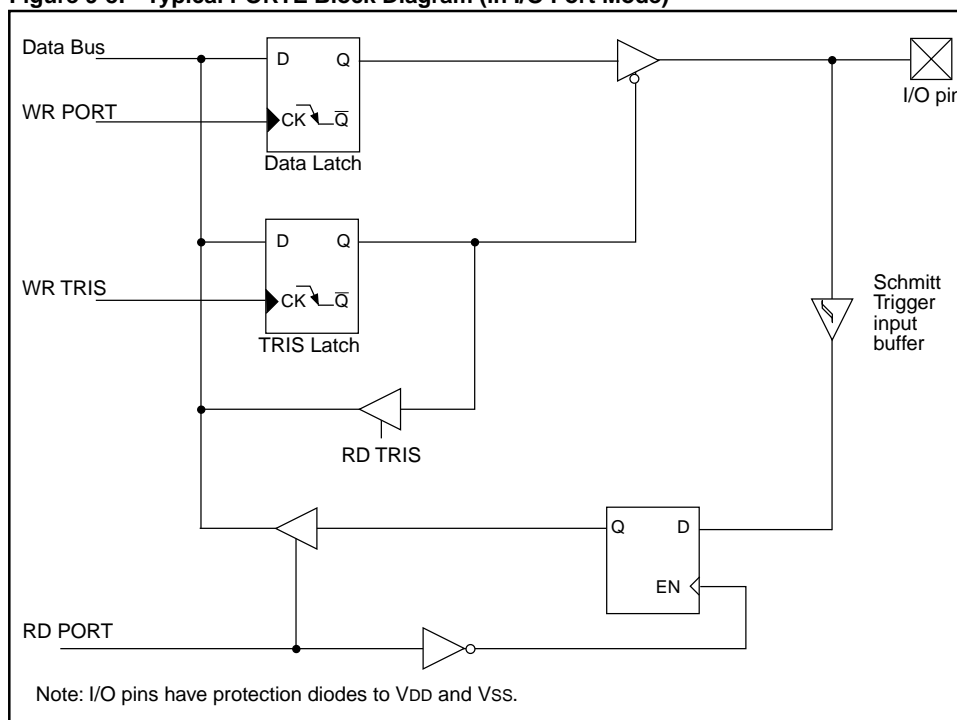 Data Bus
D Q
WR PORT
CK Q̅
I/O pin
Data Latch
D Q
WR TRIS
CK Q̅
Schmitt
Trigger
input
buffer
TRIS Latch
RD TRIS
Q D
EN
RD PORT
Note: I/O pins have protection diodes to VDD and VSS.